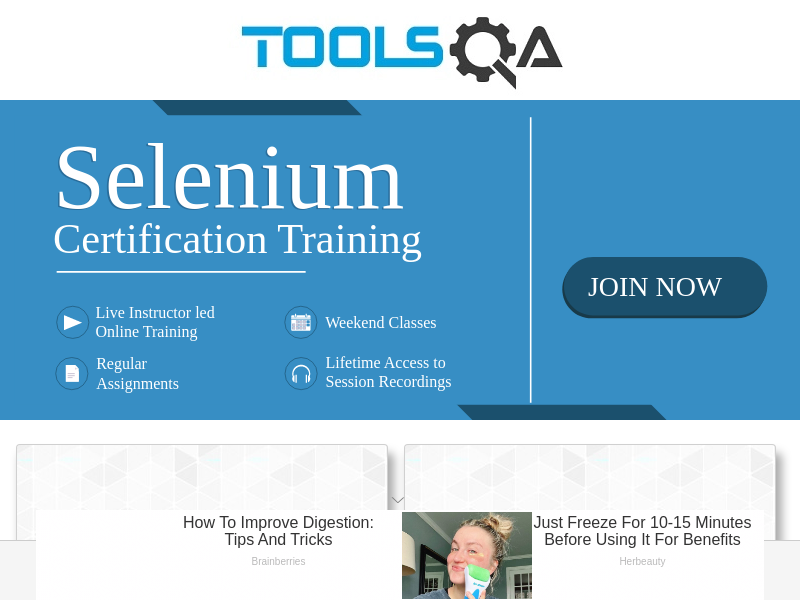 TOOLSQA
Selenium
Certification Training
JOIN NOW
Live Instructor led
Online Training
Weekend Classes
Regular
Assignments
Lifetime Access to
Session Recordings
How To Improve Digestion:
Tips And Tricks
Brainberries
Just Freeze For 10-15 Minutes
Before Using It For Benefits
Herbeauty